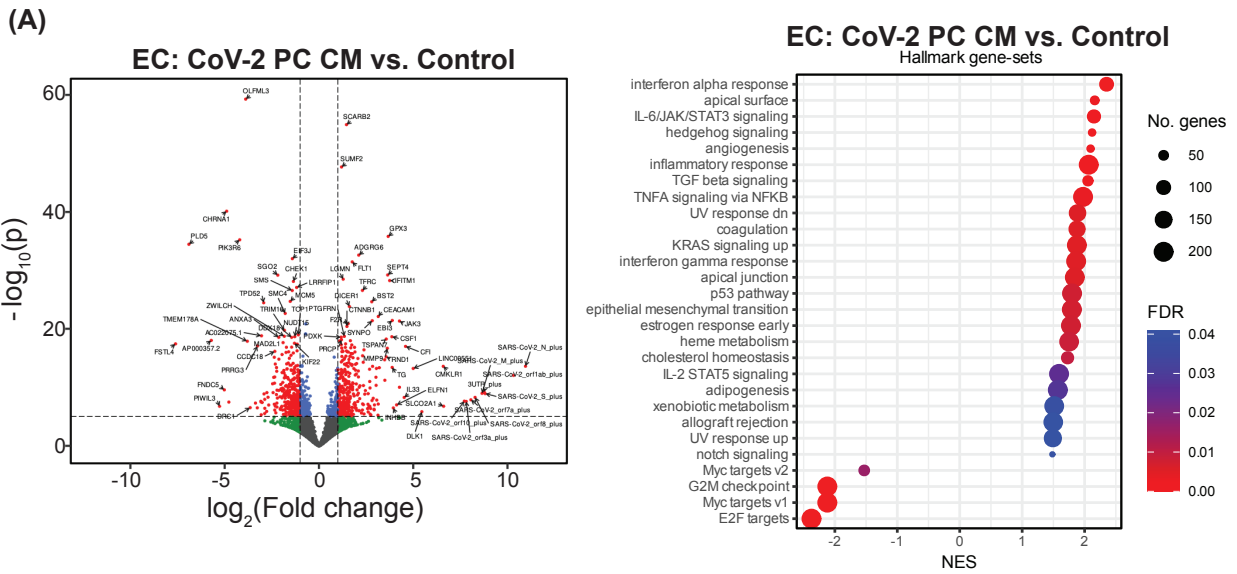 (A)
EC: CoV-2 PC CM vs. Control
60
40
20
0
-10
-5
0
5
10
-log10(p)
log2(Fold change)
OLFML3
SCARB2
SUMF2
CHRNA1
PLD5
PIK3R6
GPX3
EIF3J
ADGRG6
SGO2
CHEK1
LGMN
FLT1
SEPT4
SMS
LRRFIP1
TFRC
IFITM1
TPD52
SMC4
MCM5
DICER1
BST2
ZWILCH
TRIM16
TOP1
PTGFRN
CTNNB1
CEACAM1
TMEM178A
ANXA3
NUDT15
F2R
EBI3
JAK3
AC022075.1
PDXK
SYNPO
CSF1
FSTL4
AP000357.2
MAD2L1
PRCP
TSPAN7
CFI
CCDC18
KIF22
MMP9
TRND1
SARS-CoV-2_N_plus
SARS-CoV-2_M_plus
PRRG3
TG
CMKLR1
SARS-CoV-2_orf1ab_plus
FNDC5
IL33
ELFN1
3UTR_plus
PIWIL3
SLCO2A1
SARS-CoV-2_S_plus
BRC1
INHBB
SARS-CoV-2_orf7a_plus
SARS-CoV-2_orf10_plus
SARS-CoV-2_orf8_plus
DLK1
SARS-CoV-2_orf3a_plus
EC: CoV-2 PC CM vs. Control
Hallmark gene-sets
interferon alpha response
apical surface
IL-6/JAK/STAT3 signaling
hedgehog signaling
angiogenesis
inflammatory response
TGF beta signaling
TNFA signaling via NFKB
UV response dn
coagulation
KRAS signaling up
interferon gamma response
apical junction
p53 pathway
epithelial mesenchymal transition
estrogen response early
heme metabolism
cholesterol homeostasis
IL-2 STAT5 signaling
adipogenesis
xenobiotic metabolism
allograft rejection
UV response up
notch signaling
Myc targets v2
G2M checkpoint
Myc targets v1
E2F targets
-2
-1
0
1
2
NES
No. genes
50
100
150
200
FDR
0.04
0.03
0.02
0.01
0.00